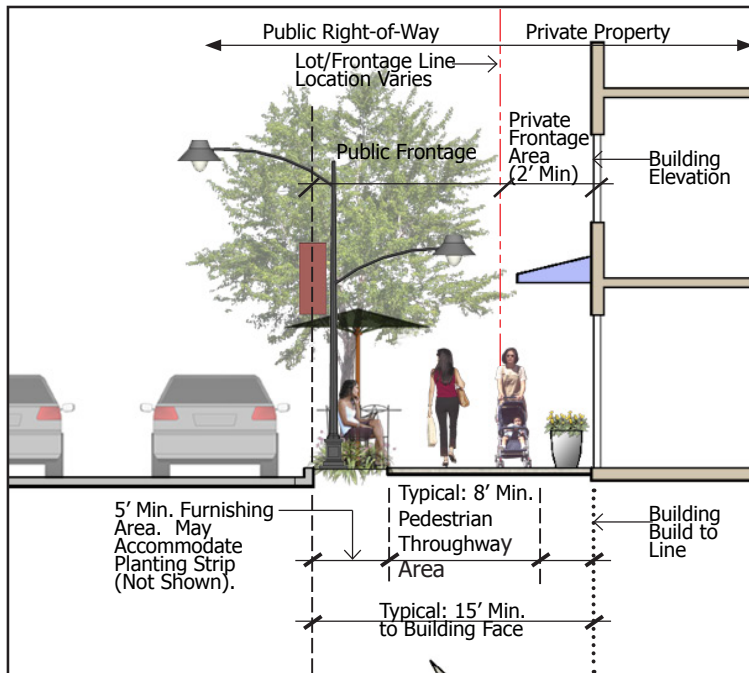 Public Right-of-Way
Private Property
Lot/Frontage Line
Location Varies
Private
Frontage
Area
(2’ Min)
Public Frontage
Building
Elevation
5’ Min. Furnishing
Area.  May
Accommodate
Planting Strip
(Not Shown).
Typical: 8’ Min.
Pedestrian
Throughway
Area
Building
Build to
Line
Typical: 15’ Min.
to Building Face